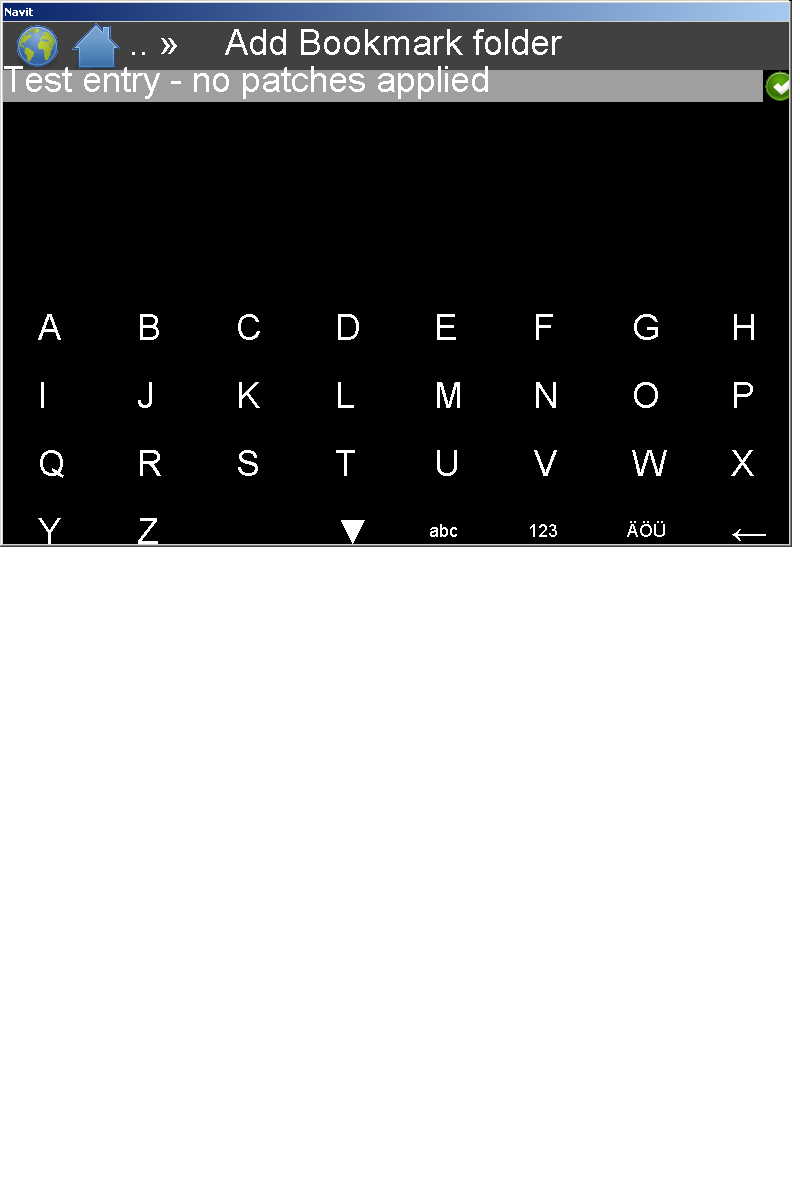 Navit
.. » Add Bookmark folder
Test entry - no patches applied
A B C D E F G H
I J K L M N O P
Q R S T U V W X
Y Z ▼ abc 123 ÄÖÜ ←